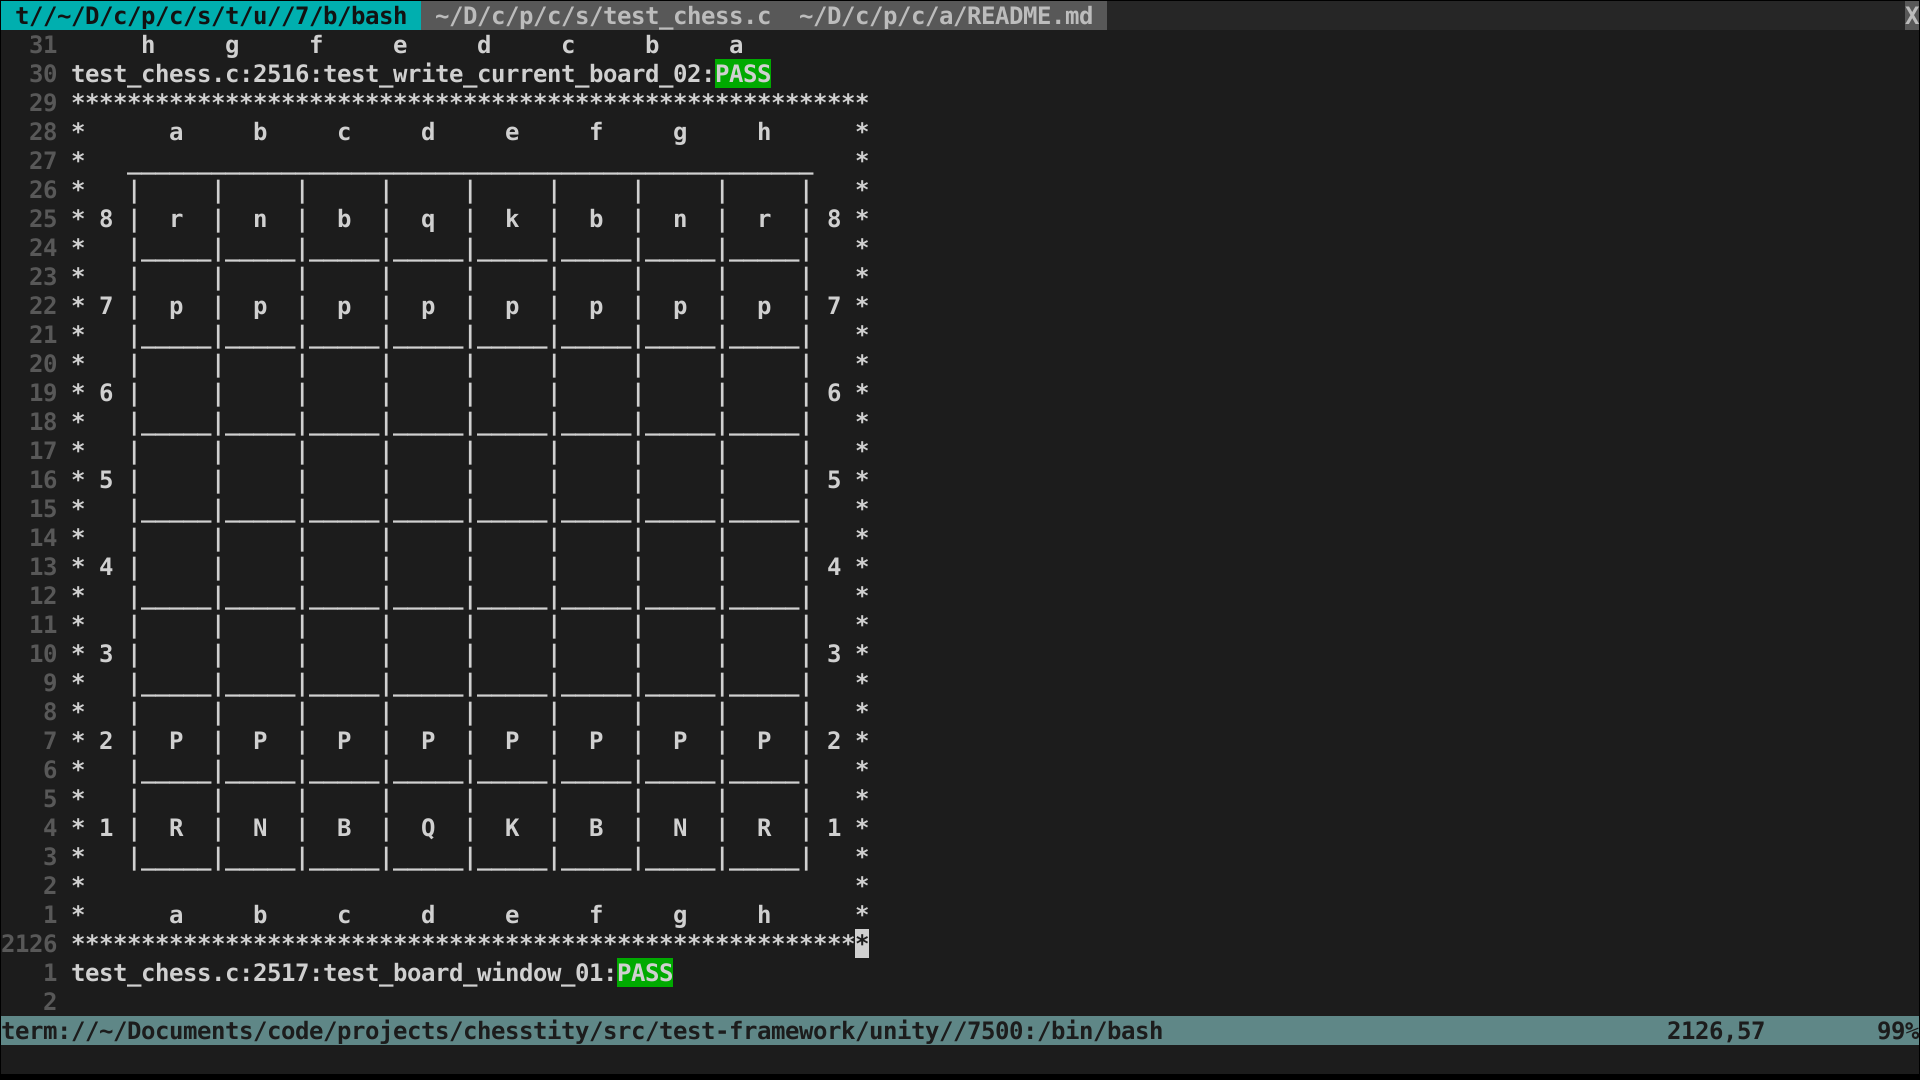 t//~/D/c/p/c/s/t/u//7/b/bash  ~/D/c/p/c/s/test_chess.c  ~/D/c/p/c/a/README.md  X
  31      h     g     f     e     d     c     b     a
  30 test_chess.c:2516:test_write_current_board_02:PASS
  29 *********************************************************
  28 *      a     b     c     d     e     f     g     h      *
  27 *   _________________________________________________   *
  26 *   |     |     |     |     |     |     |     |     |   *
  25 * 8 |  r  |  n  |  b  |  q  |  k  |  b  |  n  |  r  | 8 *
  24 *   |_____|_____|_____|_____|_____|_____|_____|_____|   *
  23 *   |     |     |     |     |     |     |     |     |   *
  22 * 7 |  p  |  p  |  p  |  p  |  p  |  p  |  p  |  p  | 7 *
  21 *   |_____|_____|_____|_____|_____|_____|_____|_____|   *
  20 *   |     |     |     |     |     |     |     |     |   *
  19 * 6 |     |     |     |     |     |     |     |     | 6 *
  18 *   |_____|_____|_____|_____|_____|_____|_____|_____|   *
  17 *   |     |     |     |     |     |     |     |     |   *
  16 * 5 |     |     |     |     |     |     |     |     | 5 *
  15 *   |_____|_____|_____|_____|_____|_____|_____|_____|   *
  14 *   |     |     |     |     |     |     |     |     |   *
  13 * 4 |     |     |     |     |     |     |     |     | 4 *
  12 *   |_____|_____|_____|_____|_____|_____|_____|_____|   *
  11 *   |     |     |     |     |     |     |     |     |   *
  10 * 3 |     |     |     |     |     |     |     |     | 3 *
   9 *   |_____|_____|_____|_____|_____|_____|_____|_____|   *
   8 *   |     |     |     |     |     |     |     |     |   *
   7 * 2 |  P  |  P  |  P  |  P  |  P  |  P  |  P  |  P  | 2 *
   6 *   |_____|_____|_____|_____|_____|_____|_____|_____|   *
   5 *   |     |     |     |     |     |     |     |     |   *
   4 * 1 |  R  |  N  |  B  |  Q  |  K  |  B  |  N  |  R  | 1 *
   3 *   |_____|_____|_____|_____|_____|_____|_____|_____|   *
   2 *                                                       *
   1 *      a     b     c     d     e     f     g     h      *
2126 *********************************************************
   1 test_chess.c:2517:test_board_window_01:PASS
   2
term://~/Documents/code/projects/chesstity/src/test-framework/unity//7500:/bin/bash  2126,57  99%